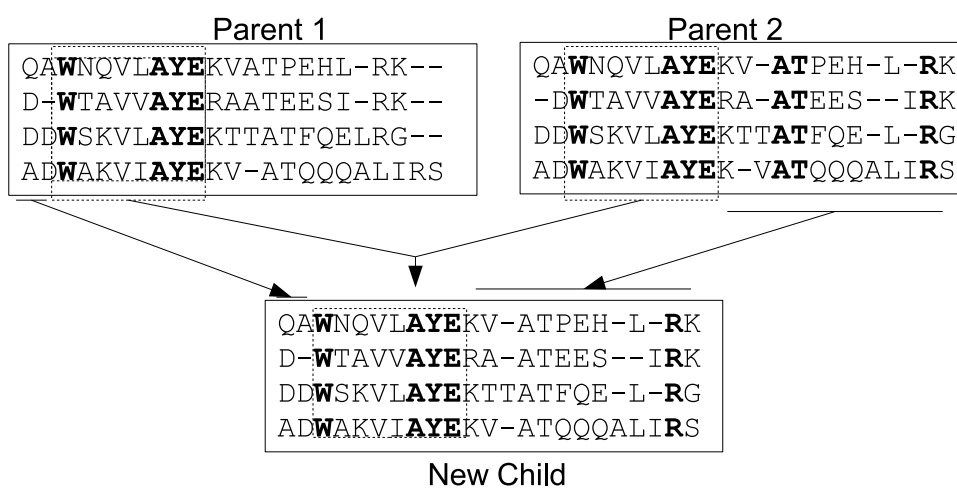 Parent 1
QAWNQVLAYEKVATPEHL-RK--
D-WTAVVAYERAATEESI-RK--
DDWSKVLAYEKTTATFQELRG--
ADWAKVIAYEKV-ATQQQALIRS
Parent 2
QAWNQVLAYEKV-ATPEH-L-RK
-DWTAVVAYERA-ATEES--IRK
DDWSKVLAYEKTTATFQE-L-RG
ADWAKVIAYEK-VATQQQALIRS
QAWNQVLAYEKV-ATPEH-L-RK
D-WTAVVAYERA-ATEES--IRK
DDWSKVLAYEKTTATFQE-L-RG
ADWAKVIAYEKV-ATQQQALIRS
New Child